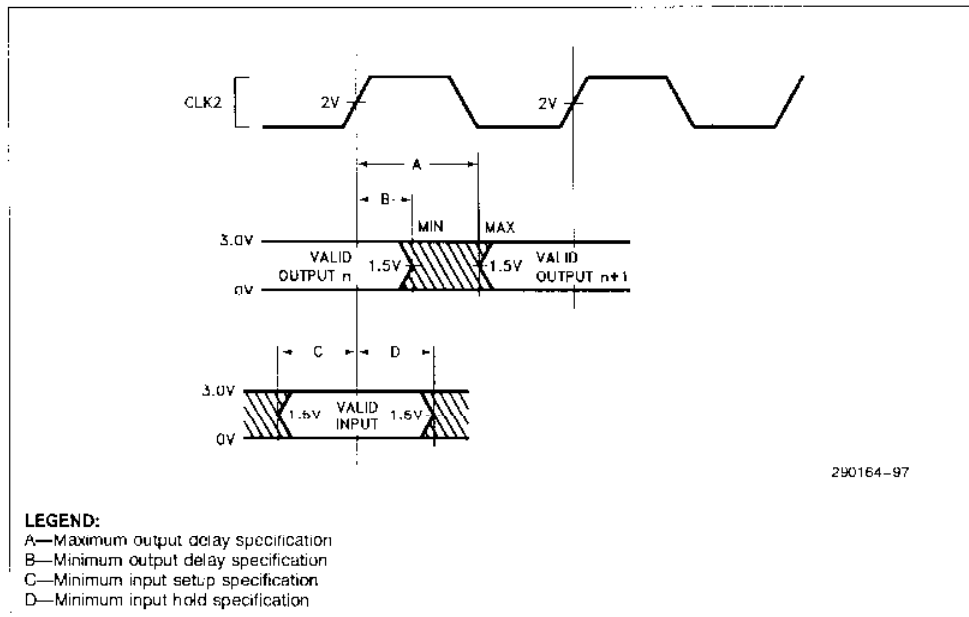 CLK2
2V
2V
A
B
MIN
MAX
3.0V
VALID
OUTPUT n
1.5V
1.5V
VALID
OUTPUT n+1
0V
C
D
3.0V
1.5V
VALID
INPUT
1.5V
0V
290164-97
LEGEND:
A—Maximum output delay specification
B—Minimum output delay specification
C—Minimum input setup specification
D—Minimum input hold specification